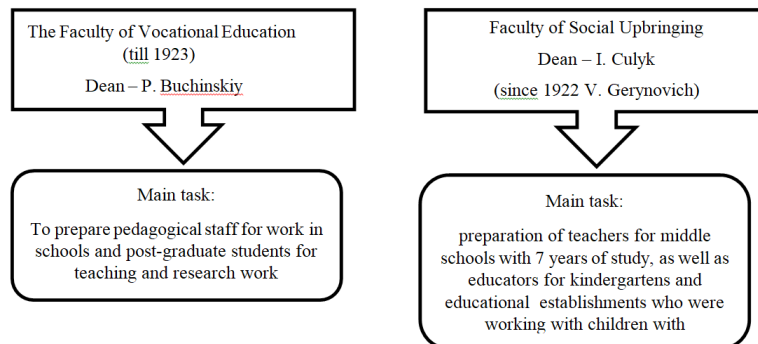 The Faculty of Vocational Education
(till 1923)
Dean – P. Buchinskiy
Main task:
To prepare pedagogical staff for work in
schools and post-graduate students for
teaching and research work
Faculty of Social Upbringing
Dean – I. Culyk
(since 1922 V. Gerynovich)
Main task:
preparation of teachers for middle
schools with 7 years of study, as well as
educators for kindergartens and
educational establishments who were
working with children with